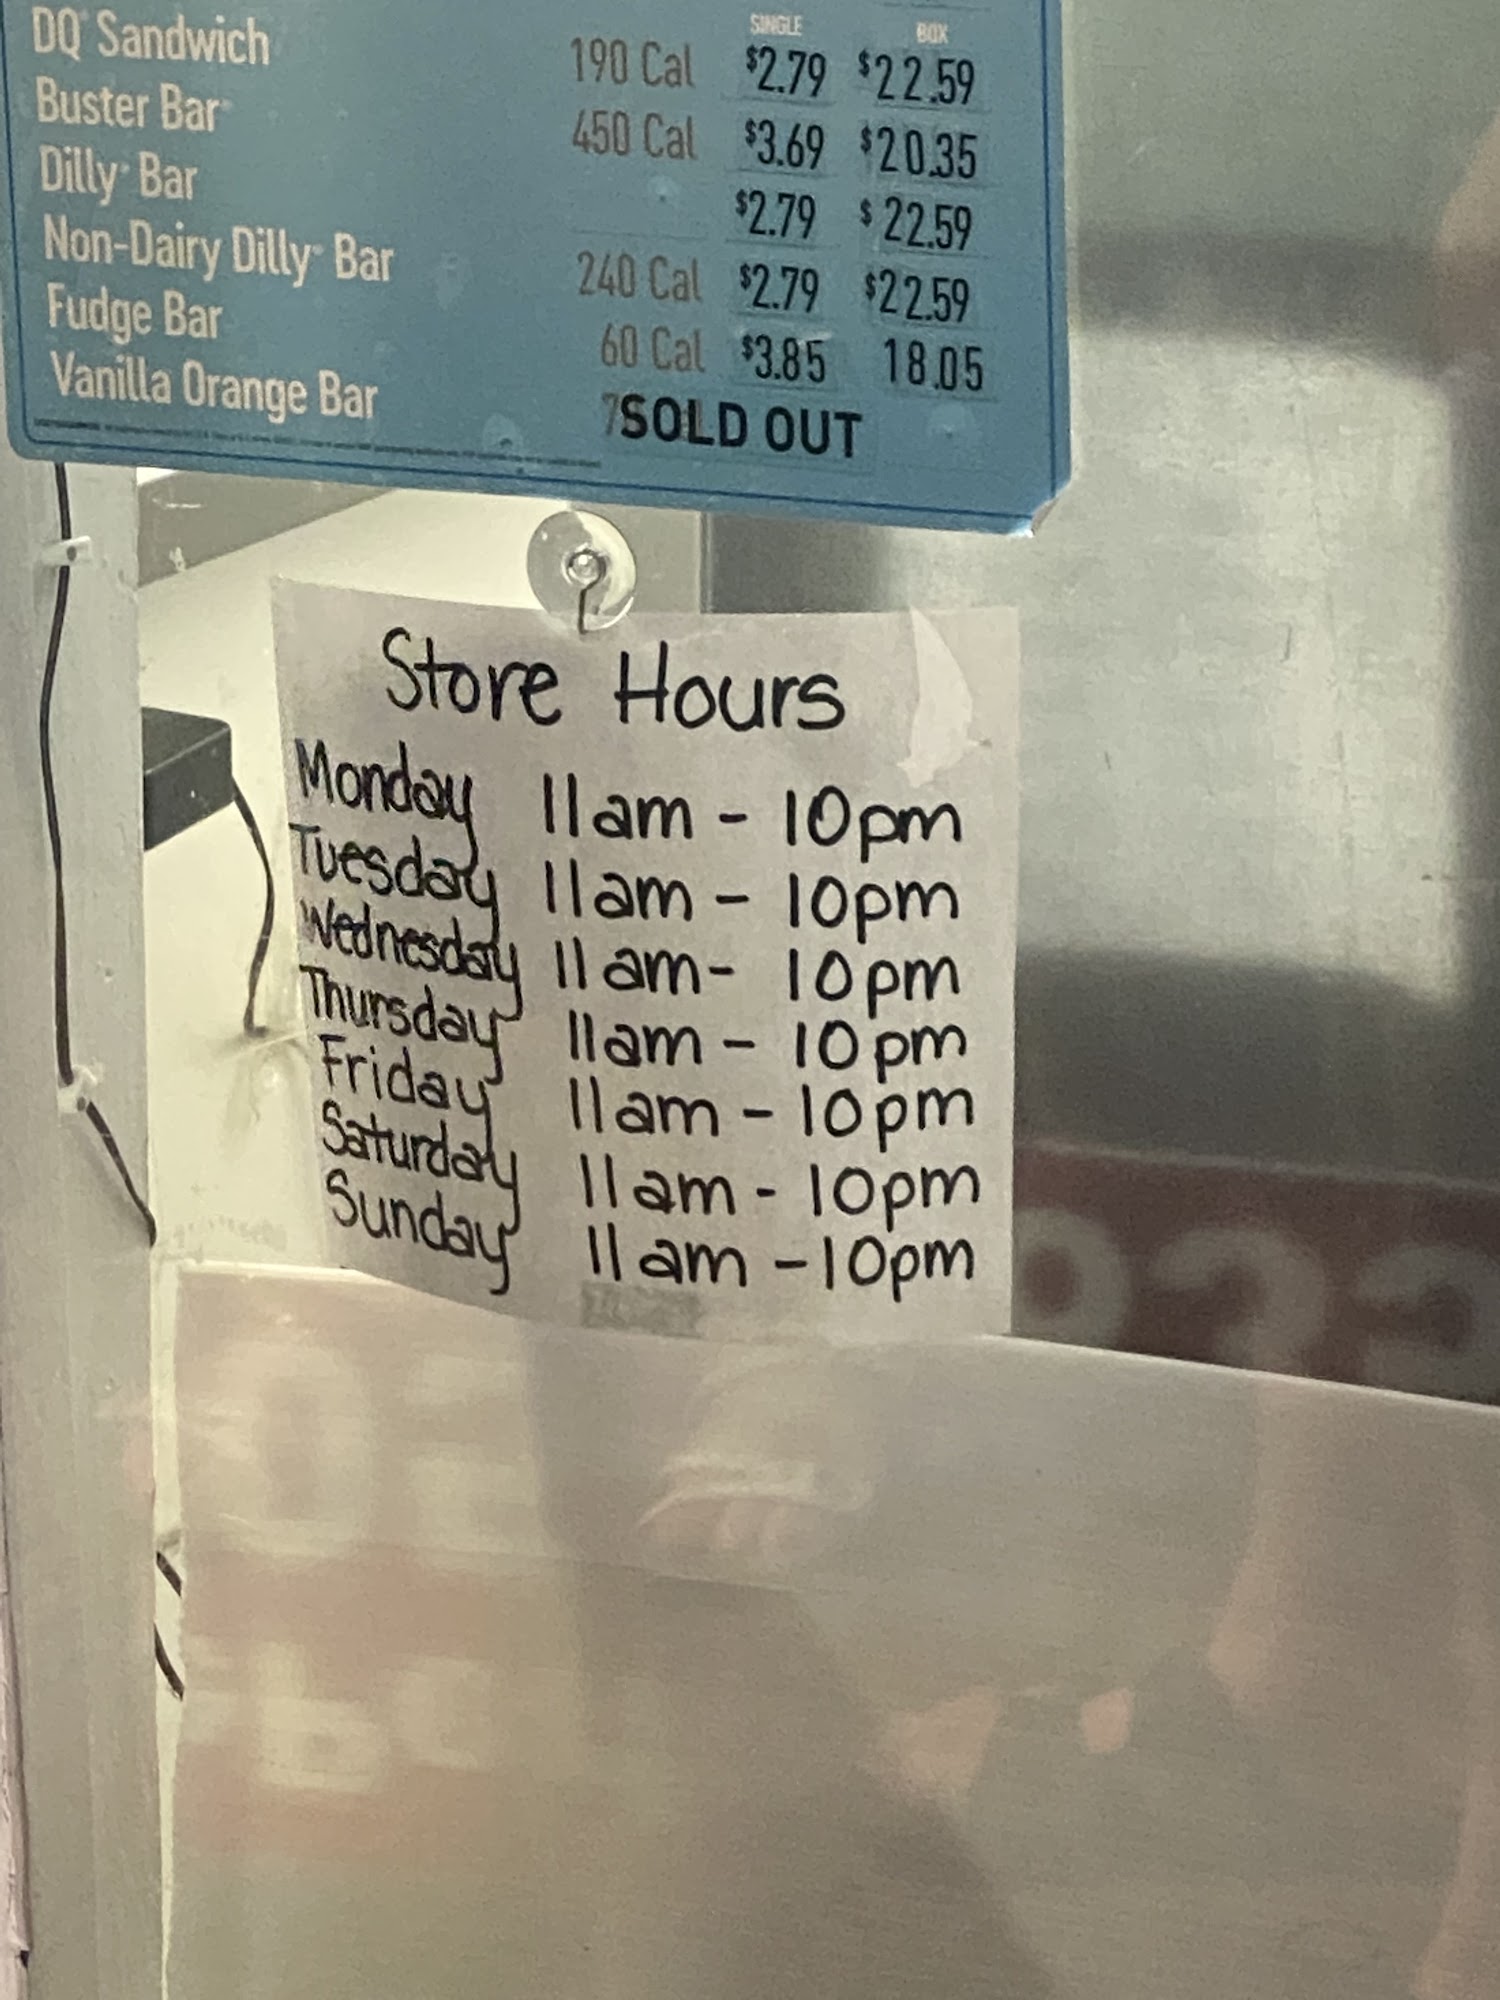 SINGLE BOX
DQ® Sandwich 190 Cal $2.79 $22.59
Buster Bar® 450 Cal $3.69 $20.35
Dilly® Bar $2.79 $22.59
Non-Dairy Dilly® Bar 240 Cal $2.79 $22.59
Fudge Bar 60 Cal $3.85 18.05
Vanilla Orange Bar 7 SOLD OUT
Store Hours
Monday 11am - 10pm
Tuesday 11am - 10pm
Wednesday 11am - 10pm
Thursday 11am - 10pm
Friday 11am - 10pm
Saturday 11am - 10pm
Sunday 11am - 10pm